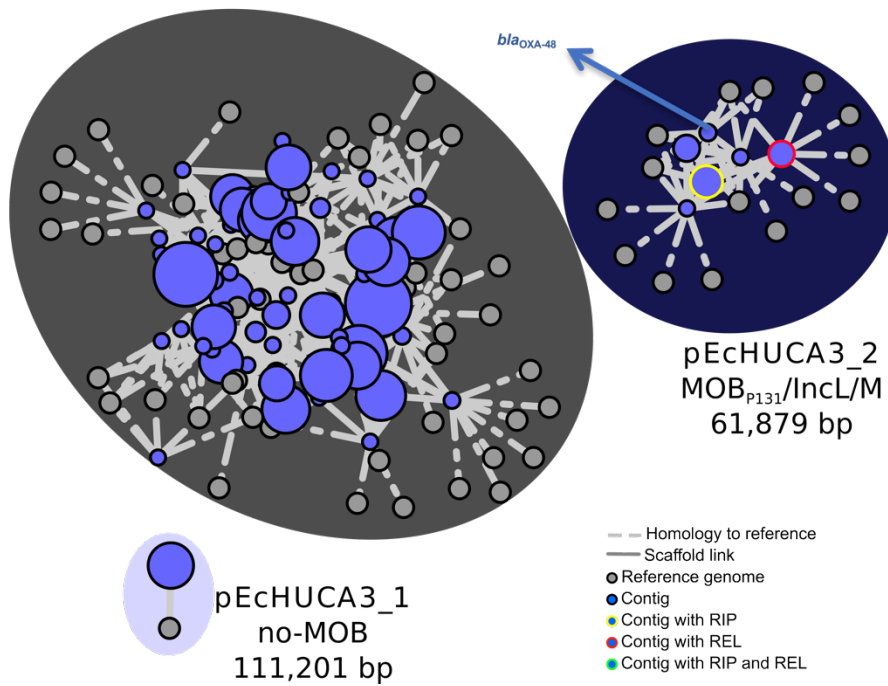 blaOXA-48
pEcHUCA3_2
MOBP131/IncL/M
61,879 bp
pEcHUCA3_1
no-MOB
111,201 bp
Homology to reference
Scaffold link
Reference genome
Contig
Contig with RIP
Contig with REL
Contig with RIP and REL